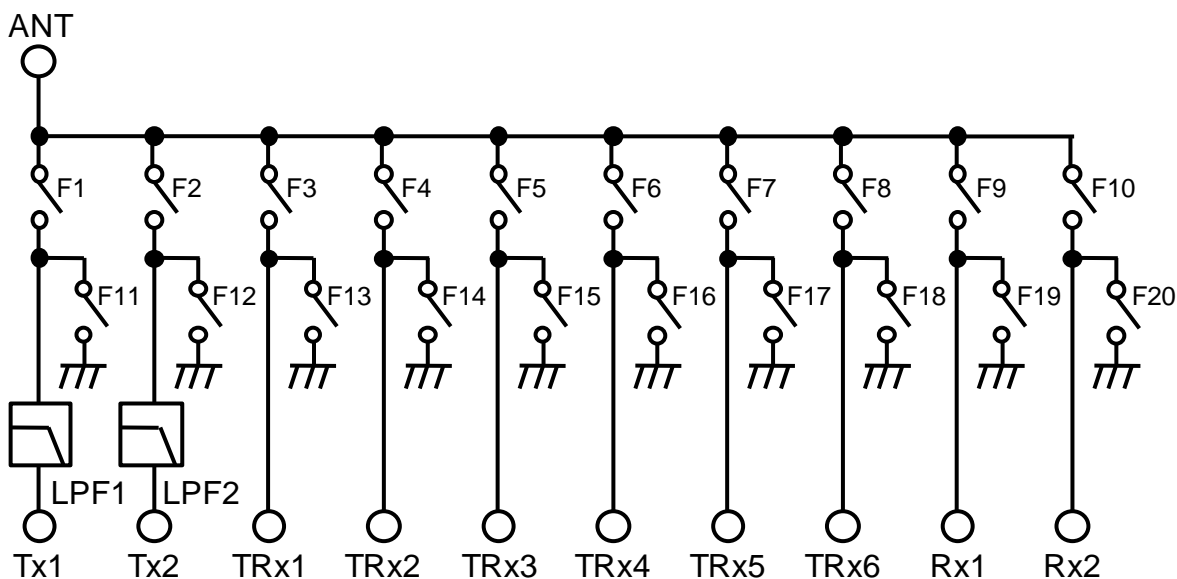 ANT
F1 F2 F3 F4 F5 F6 F7 F8 F9 F10
F11 F12 F13 F14 F15 F16 F17 F18 F19 F20
LPF1 LPF2
Tx1 Tx2 TRx1 TRx2 TRx3 TRx4 TRx5 TRx6 Rx1 Rx2